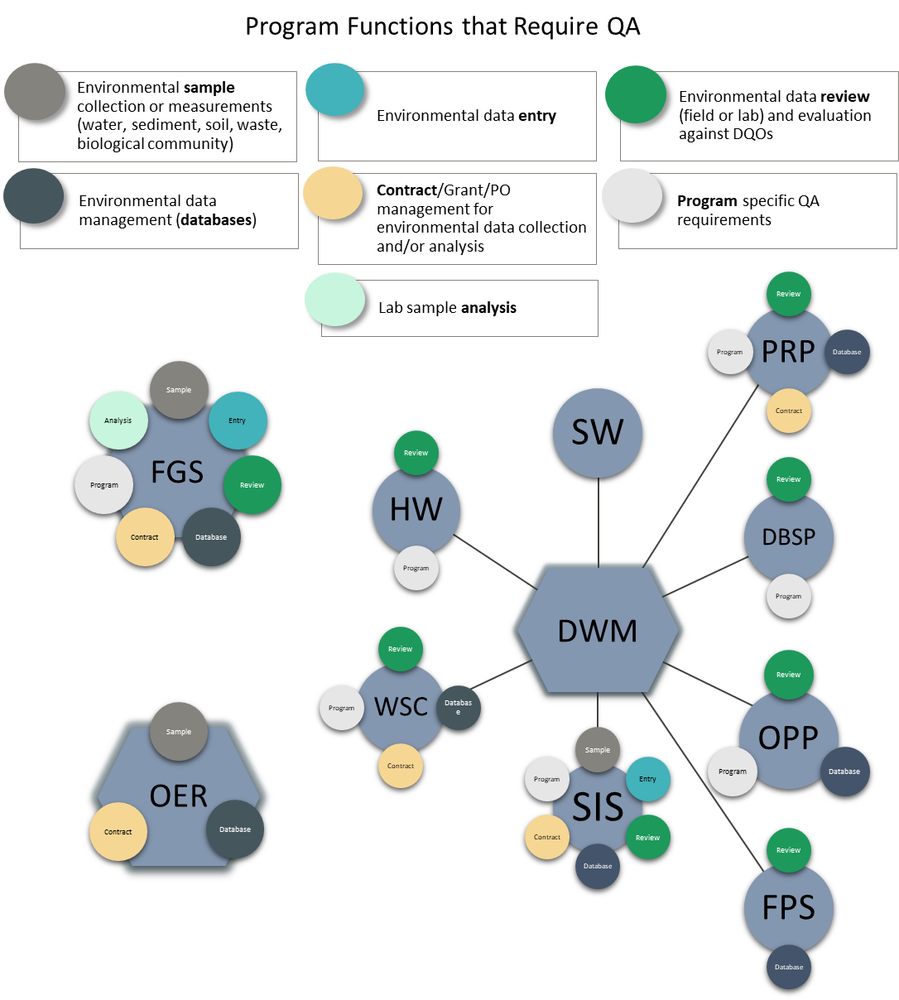 Program Functions that Require QA
Environmental sample
collection or measurements
(water, sediment, soil, waste,
biological community)
Environmental data entry
Environmental data review
(field or lab) and evaluation
against DQOs
Environmental data
management (databases)
Contract/Grant/PO
management for
environmental data collection
and/or analysis
Program specific QA
requirements
Lab sample analysis
Review
Program
PRP
Database
Contract
Sample
Analysis
Entry
FGS
Program
Review
Contract
Database
SW
Review
HW
Program
Review
DBSP
Program
DWM
Review
Program
WSC
Databas
e
Contract
Review
OPP
Program
Database
Sample
OER
Contract
Database
Sample
Program
Entry
SIS
Contract
Review
Database
Review
FPS
Database